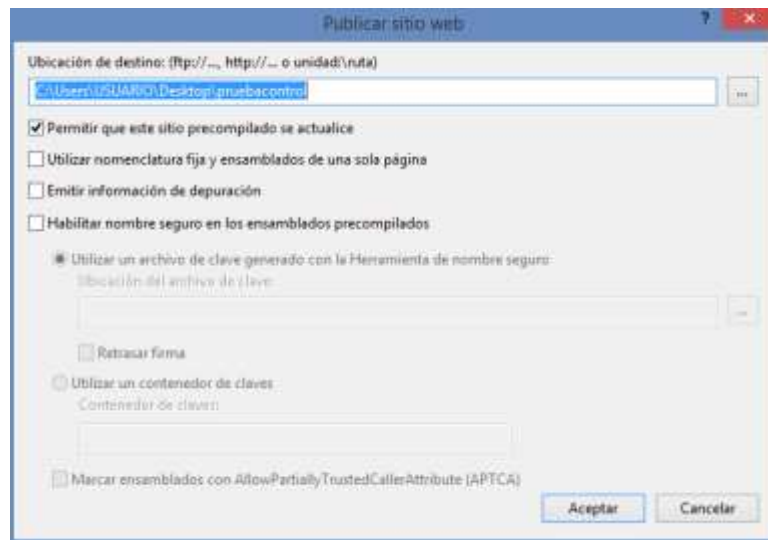 Publicar sitio web
?
Ubicación de destino: (ftp://..., http://... o unidad:\ruta)
C:\Users\USUARIO\Desktop\pruebacontrol
...
Permitir que este sitio precompilado se actualice
Utilizar nomenclatura fija y ensamblados de una sola página
Emitir información de depuración
Habilitar nombre seguro en los ensamblados precompilados
Utilizar un archivo de clave generado con la Herramienta de nombre seguro
Ubicación del archivo de clave:
...
Retrasar firma
Utilizar un contenedor de claves
Contenedor de claves:
Marcar ensamblados con AllowPartiallyTrustedCallerAttribute (APTCA)
Aceptar
Cancelar